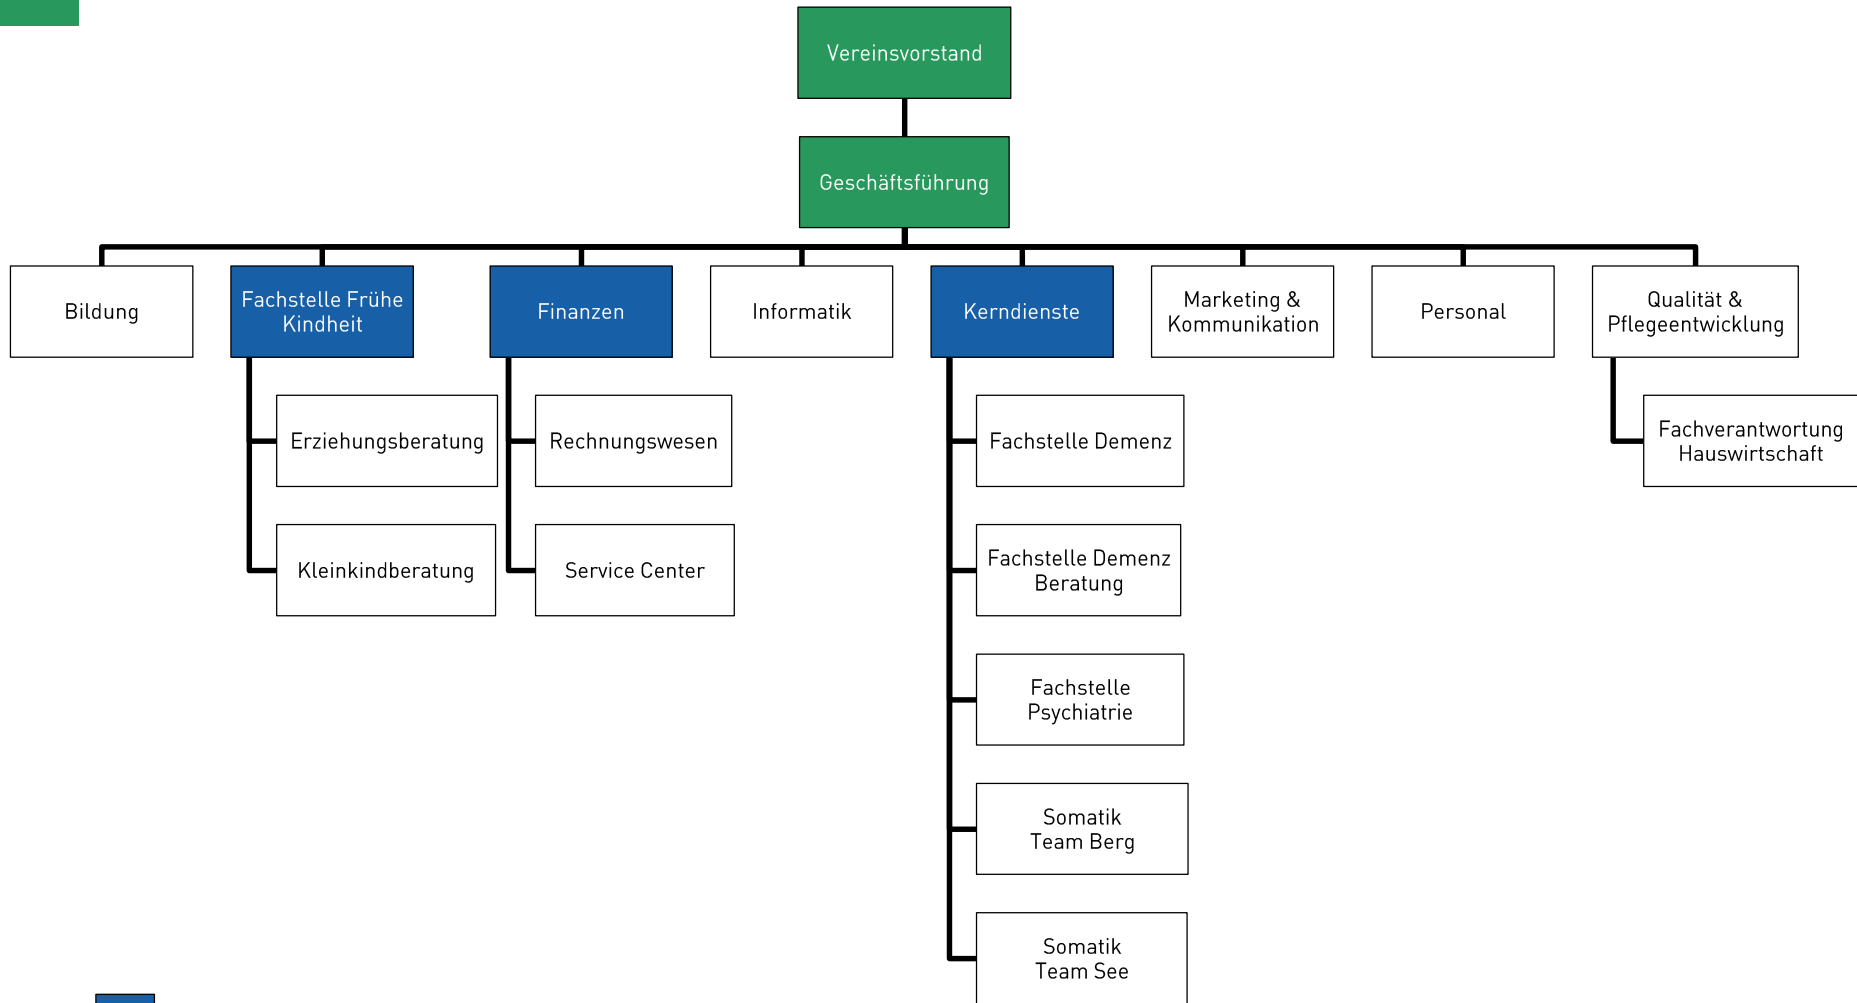 Vereinsvorstand
Geschäftsführung
Bildung
Fachstelle Frühe
Kindheit
Finanzen
Informatik
Kerndienste
Marketing &
Kommunikation
Personal
Qualität &
Pflegeentwicklung
Erziehungsberatung
Rechnungswesen
Fachstelle Demenz
Fachverantwortung
Hauswirtschaft
Kleinkindberatung
Service Center
Fachstelle Demenz
Beratung
Fachstelle
Psychiatrie
Somatik
Team Berg
Somatik
Team See